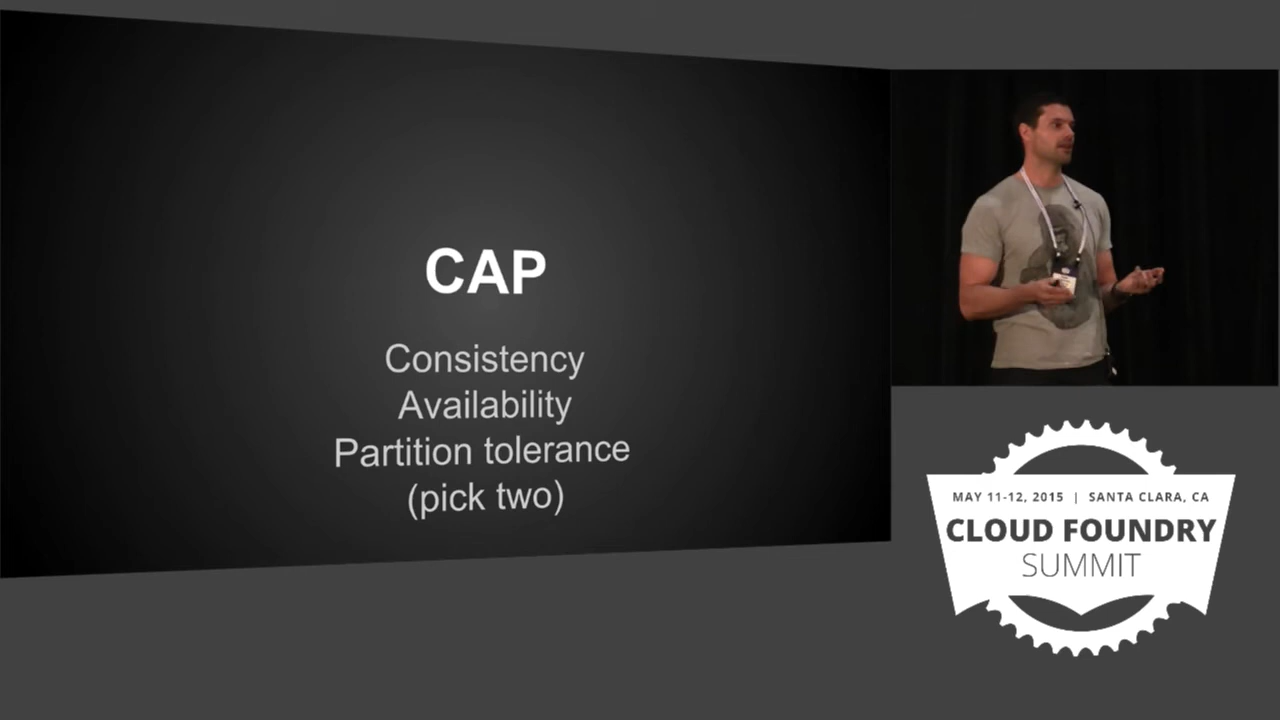 CAP
Consistency
Availability
Partition tolerance
(pick two)
MAY 11-12, 2015 | SANTA CLARA, CA
CLOUD FOUNDRY
SUMMIT